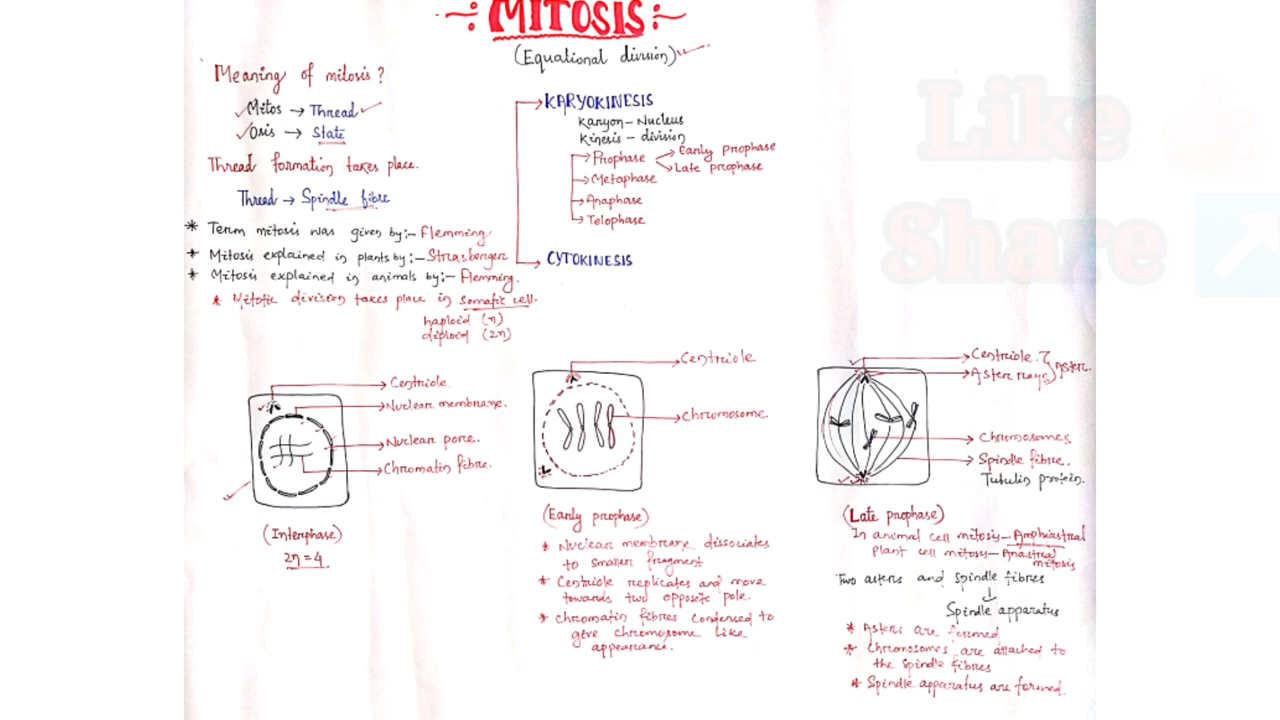 MITOSIS
(Equational division)
Meaning of mitosis?
Mitos → Thread
Osis → State
Thread formation takes place.
Thread → Spindle fibre
* Term mitosis was given by:- Flemming
* Mitosis explained in plants by:- Strasberger
* Mitosis explained in animals by:- Flemming.
* Mitotic division takes place in somatic cell.
haploid (n)
diploid (2n)
KARYOKINESIS
Karyon - Nucleus
Kinesis - division
Prophase
Early prophase
Late prophase
Metaphase
Anaphase
Telophase
CYTOKINESIS
Like
Share
Centriole
Nuclear membrane.
Nuclear pore.
Chromatin fibre.
(Interphase)
2n = 4
Centriole
Chromosome.
(Early prophase)
* Nuclear membrane dissociates
to smaller fragment
* Centriole replicates and move
towards two opposite pole.
* Chromatin fibres condensed to
give chromosome like
appearance.
Centriole.
Aster rays
Aster.
Chromosomes
Spindle fibre.
Tubulin protein.
(Late prophase)
In animal cell mitosis - Amphiastral
Plant cell mitosis - Anastral
mitosis
Two asters and spindle fibres
↓
Spindle apparatus
* Asters are formed
* Chromosomes are attached to
the spindle fibres
* Spindle apparatus are formed.